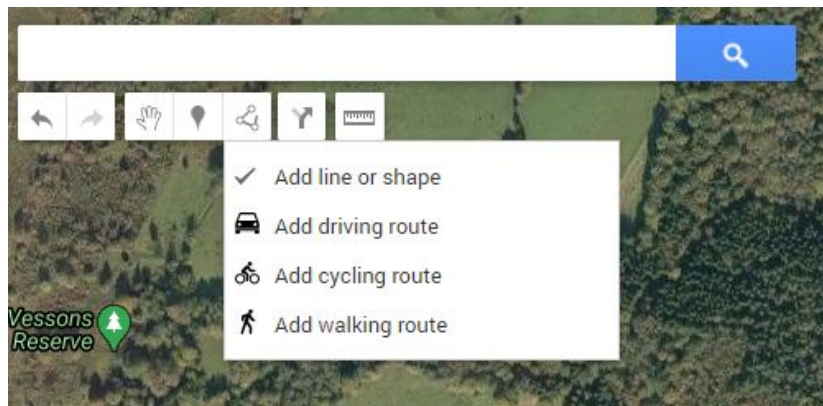 Add line or shape
Add driving route
Add cycling route
Add walking route
Vessons
Reserve